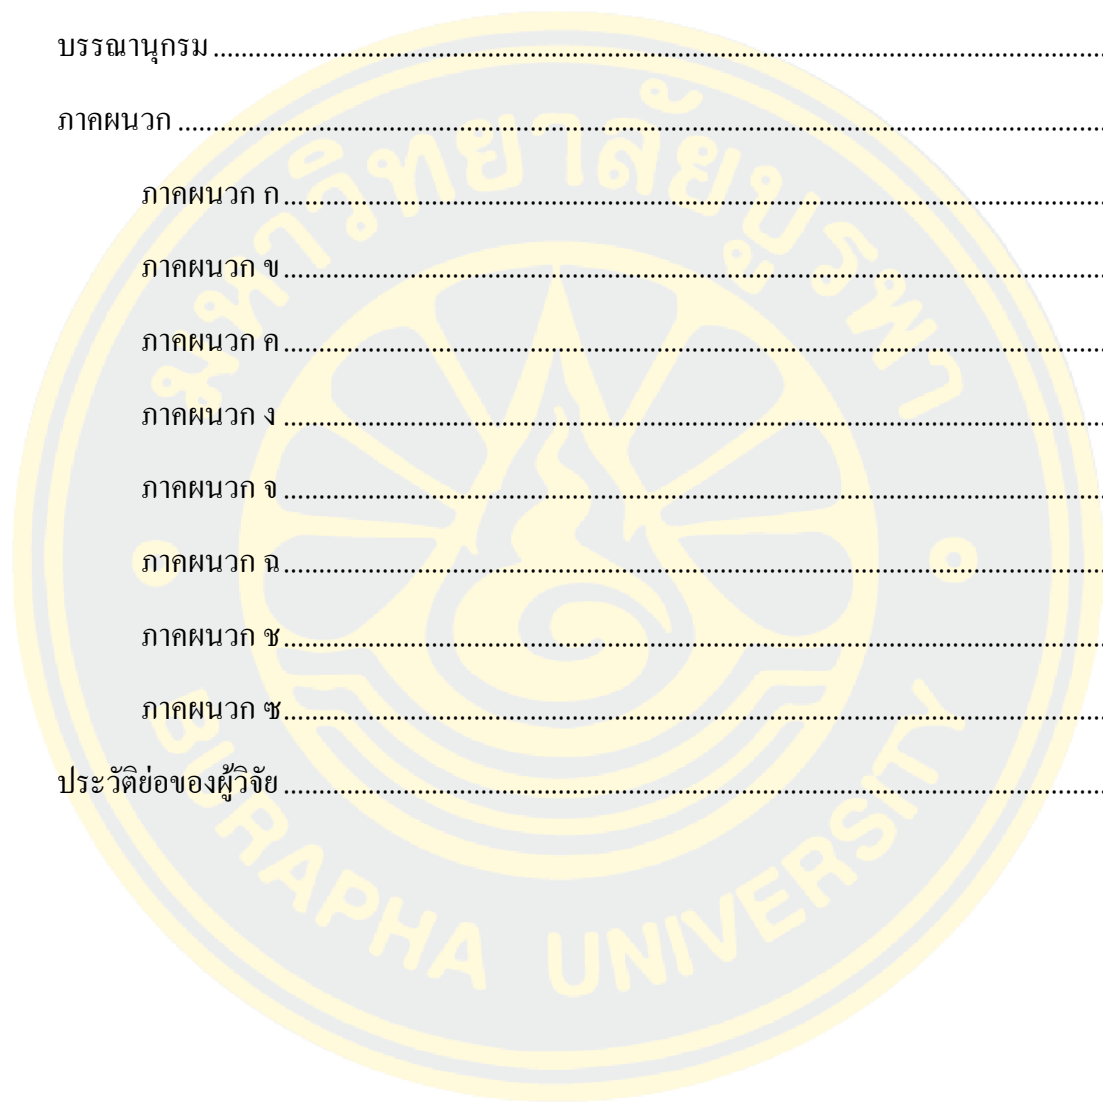 บรรณานุกรม
ภาคผนวก
ภาคผนวก ก
ภาคผนวก ข
ภาคผนวก ค
ภาคผนวก ง
ภาคผนวก จ
ภาคผนวก ฉ
ภาคผนวก ช
ภาคผนวก ซ
ประวัติย่อของผู้วิจัย
มหาวิทยาลัยบูรพา
BURAPHA UNIVERSITY